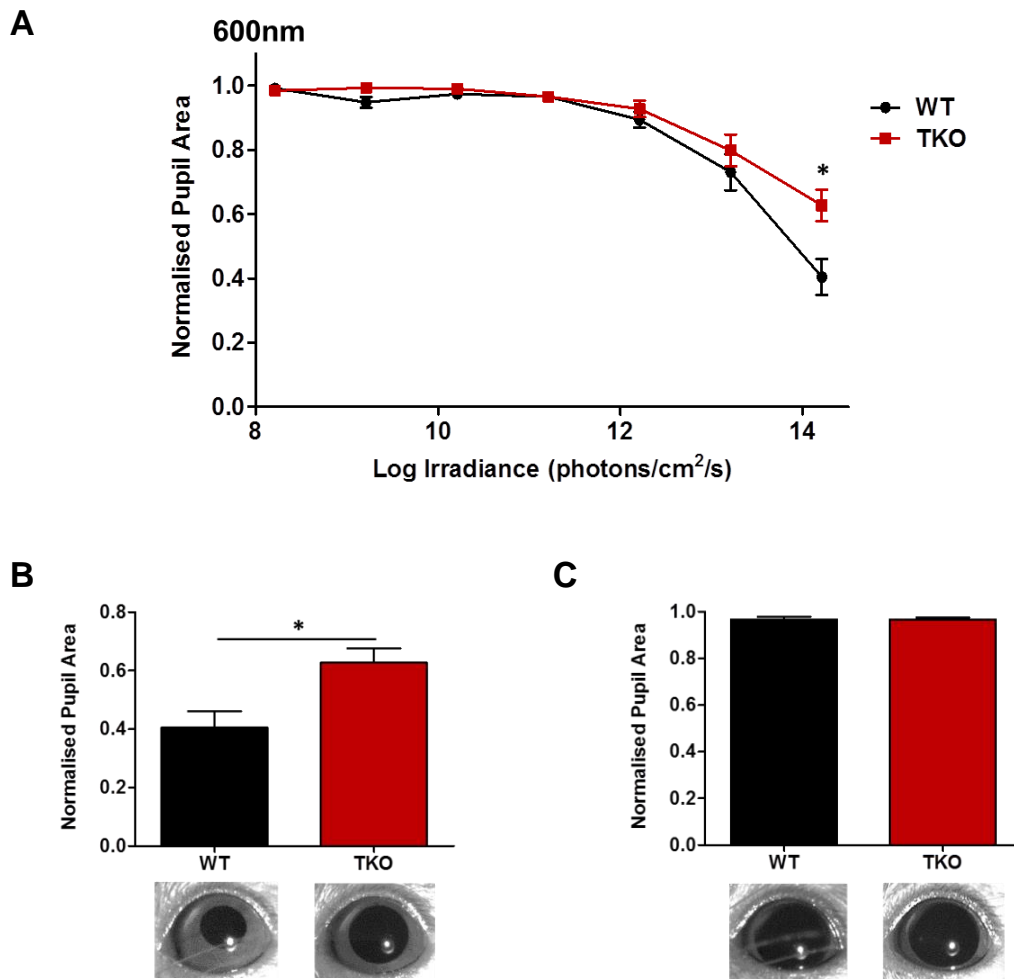 A
600nm
1.0
0.8
0.6
0.4
0.2
0.0
Normalised Pupil Area
8
10
12
14
Log Irradiance (photons/cm²/s)
WT
TKO
*
B
0.8
0.6
0.4
0.2
0.0
Normalised Pupil Area
*
WT
TKO
C
1.0
0.8
0.6
0.4
0.2
0.0
Normalised Pupil Area
WT
TKO